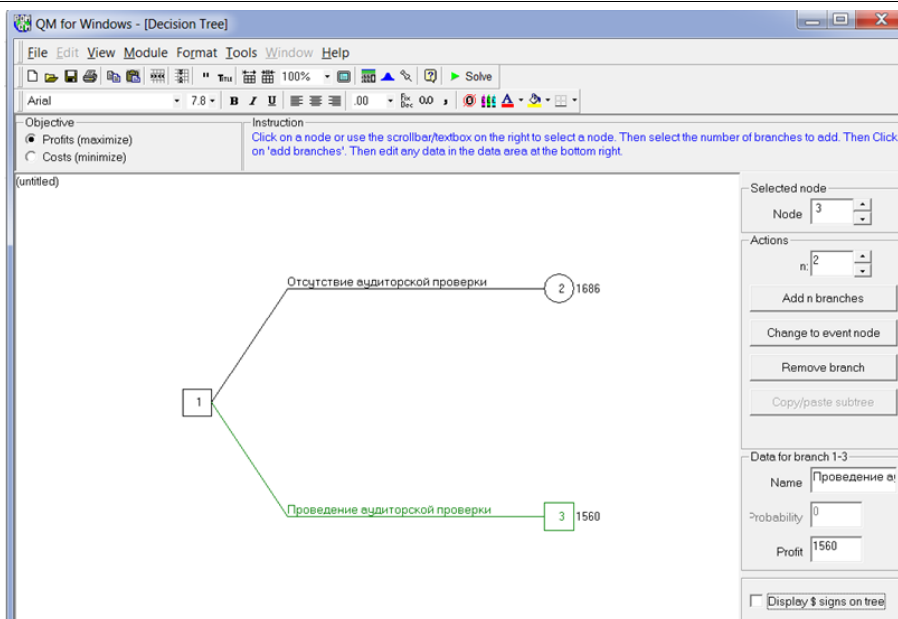 QM for Windows - [Decision Tree]
File Edit View Module Format Tools Window Help
100% Solve
Arial 7.8 B I U .00 Fix Dec 0.0 ,
Objective
Profits (maximize)
Costs (minimize)
Instruction
Click on a node or use the scrollbar/textbox on the right to select a node. Then select the number of branches to add. Then Click
on 'add branches'. Then edit any data in the data area at the bottom right.
(untitled)
Selected node
Node 3
Actions
n: 2
Add n branches
Change to event node
Remove branch
Copy/paste subtree
Отсутствие аудиторской проверки 2 1686
1
Проведение аудиторской проверки 3 1560
Data for branch 1-3
Name Проведение а
Probability 0
Profit 1560
Display $ signs on tree